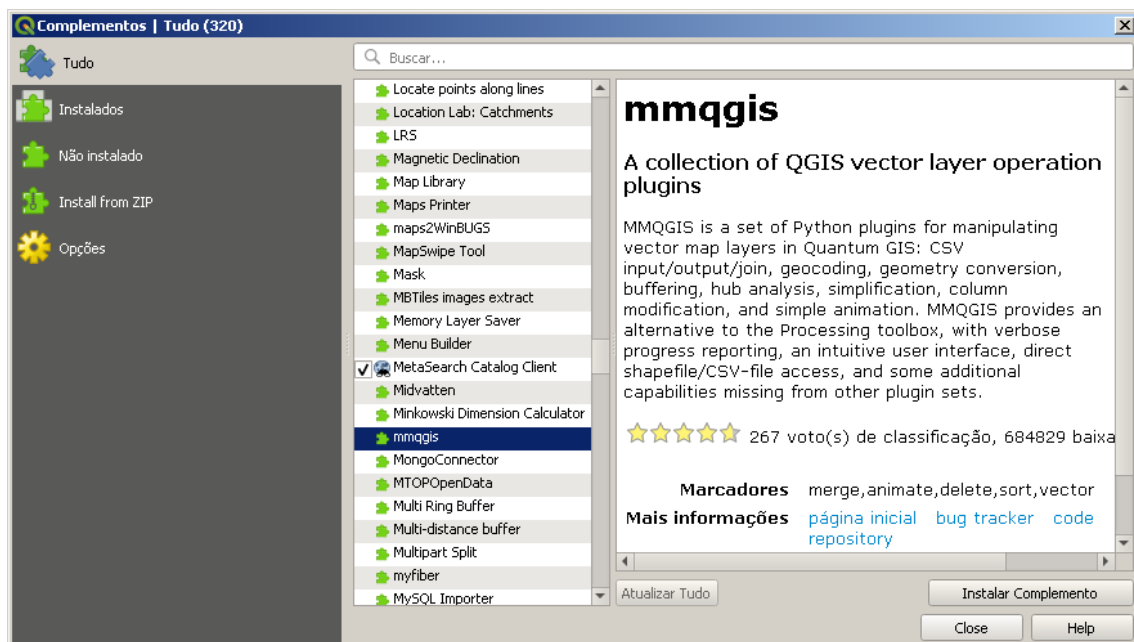 Complementos | Tudo (320)
Tudo
Instalados
Não instalado
Install from ZIP
Opções
Buscar...
Locate points along lines
Location Lab: Catchments
LRS
Magnetic Declination
Map Library
Maps Printer
maps2WinBUGS
MapSwipe Tool
Mask
MBTiles images extract
Memory Layer Saver
Menu Builder
MetaSearch Catalog Client
Midvatten
Minkowski Dimension Calculator
mmqgis
MongoConnector
MTOPOpenData
Multi Ring Buffer
Multi-distance buffer
Multipart Split
myfiber
MySQL Importer
mmqgis
A collection of QGIS vector layer operation
plugins
MMQGIS is a set of Python plugins for manipulating
vector map layers in Quantum GIS: CSV
input/output/join, geocoding, geometry conversion,
buffering, hub analysis, simplification, column
modification, and simple animation. MMQGIS provides an
alternative to the Processing toolbox, with verbose
progress reporting, an intuitive user interface, direct
shapefile/CSV-file access, and some additional
capabilities missing from other plugin sets.
267 voto(s) de classificação, 684829 baixa
Marcadores merge,animate,delete,sort,vector
Mais informações página inicial bug tracker code
repository
Atualizar Tudo
Instalar Complemento
Close
Help